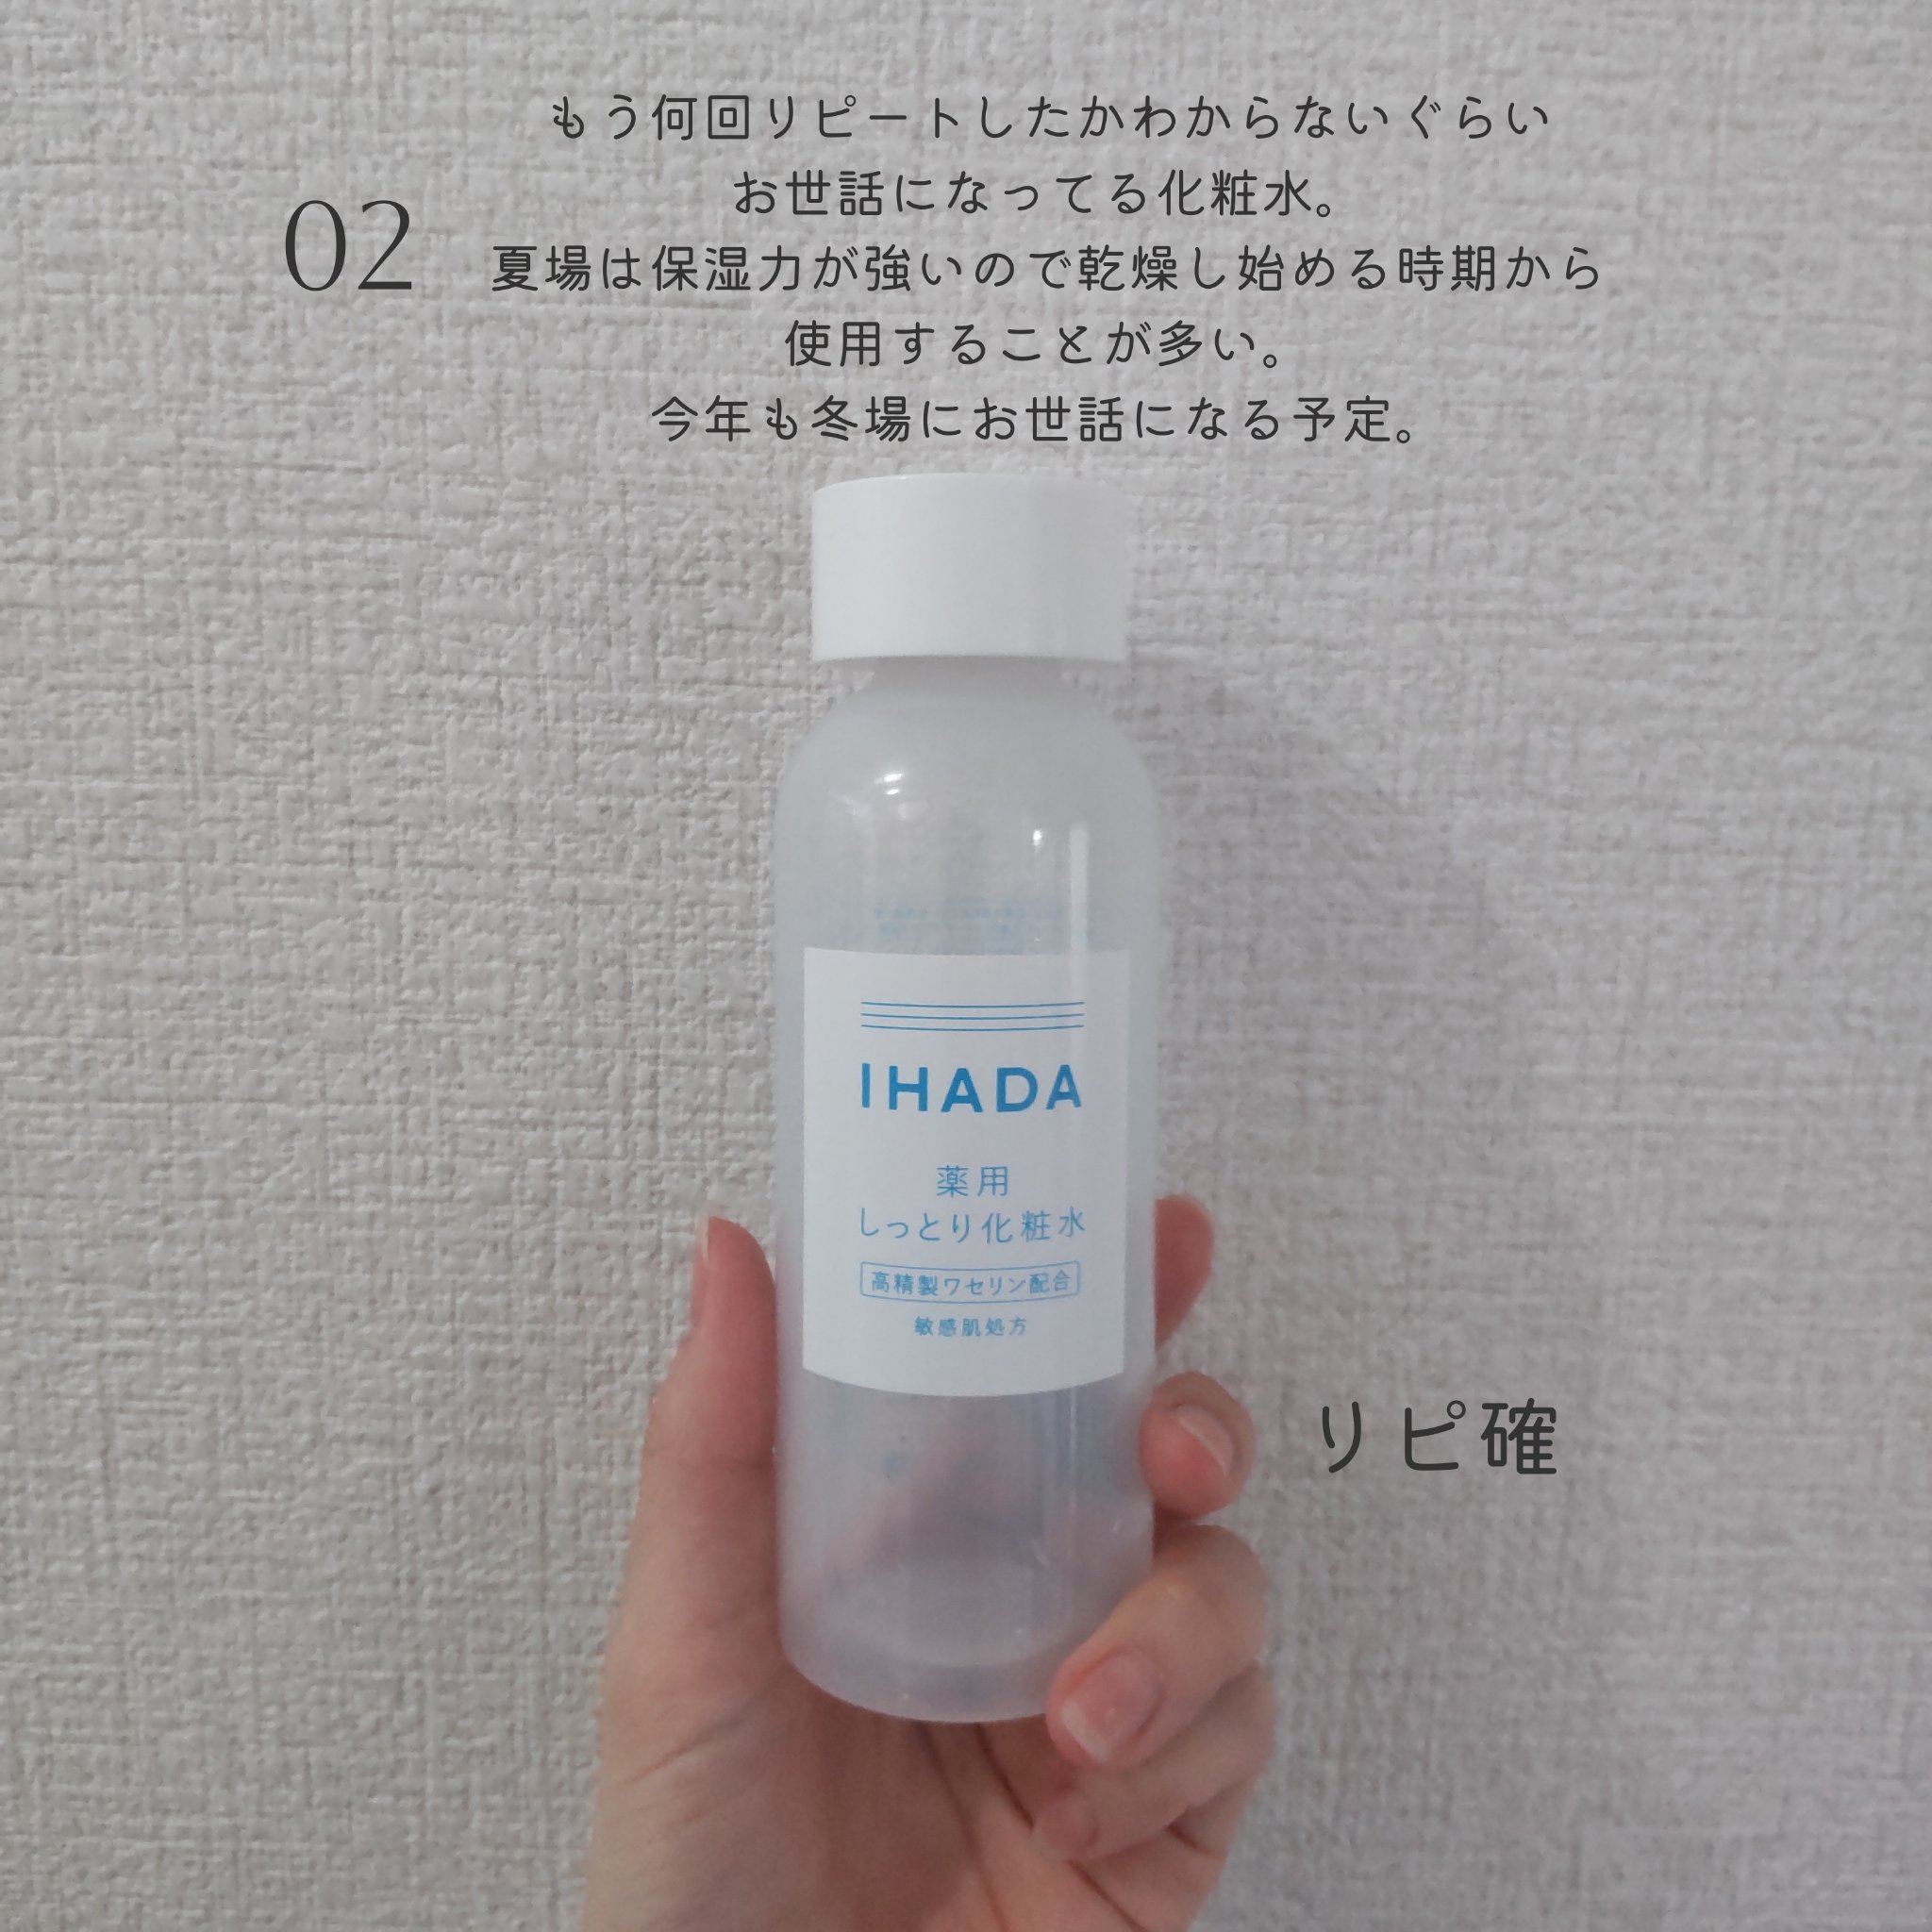 02
もう何回リピートしたかわからないぐらい
お世話になってる化粧水。
夏場は保湿力が強いので乾燥し始める時期から
使用することが多い。
今年も冬場にお世話になる予定。
IHADA
薬用
しっとり化粧水
高精製ワセリン配合
敏感肌処方
リピ確